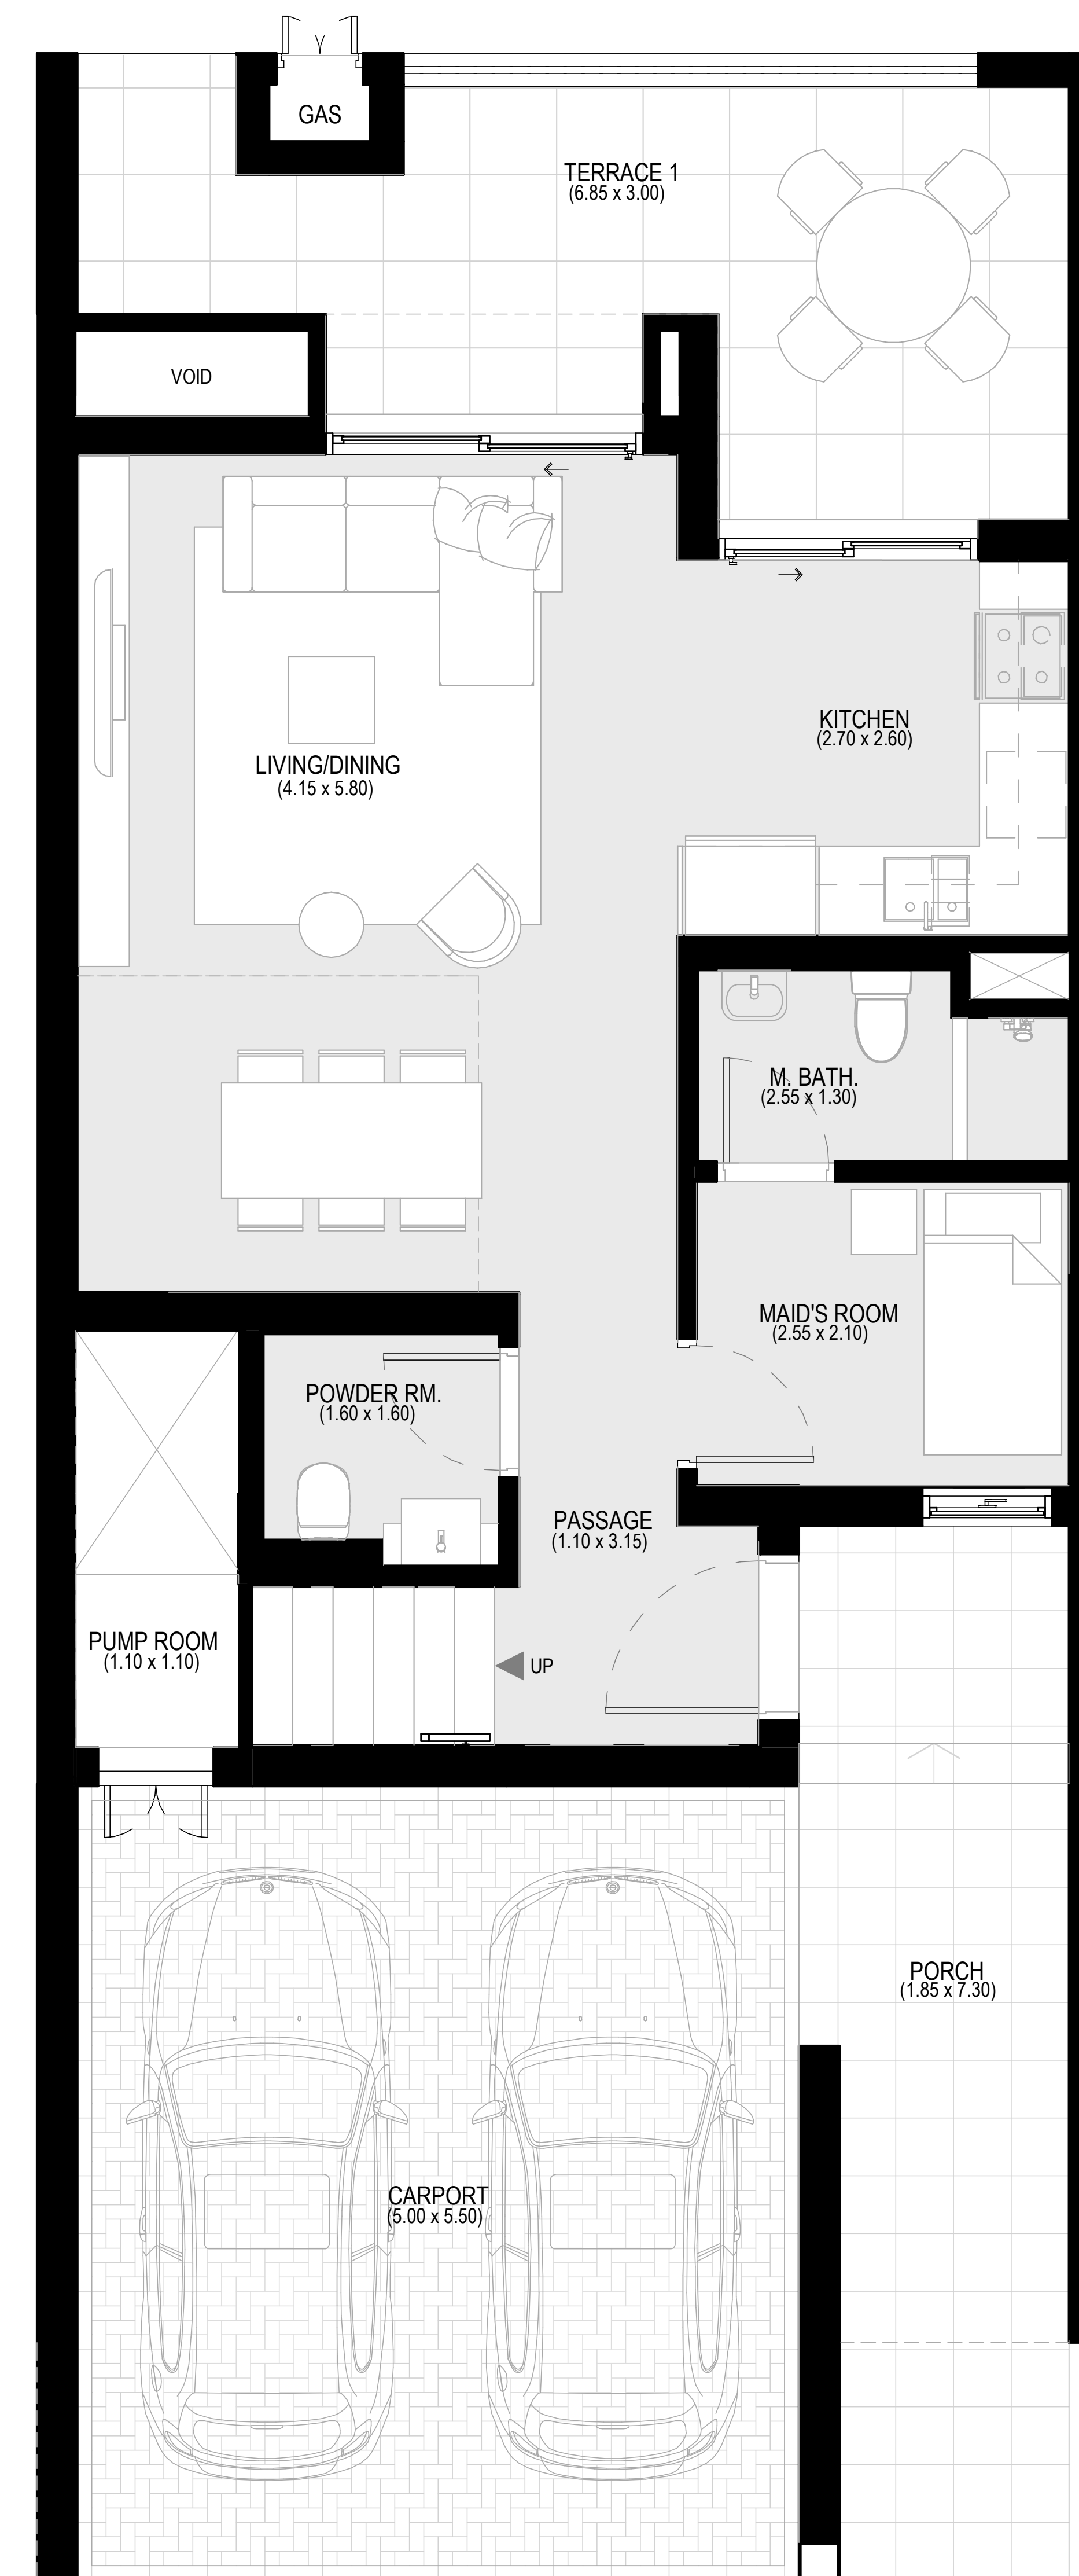 GAS
TERRACE 1
(6.85 x 3.00)
VOID
KITCHEN
(2.70 x 2.60)
LIVING/DINING
(4.15 x 5.80)
M. BATH.
(2.55 x 1.30)
MAID'S ROOM
(2.55 x 2.10)
POWDER RM.
(1.60 x 1.60)
PASSAGE
(1.10 x 3.15)
PUMP ROOM
(1.10 x 1.10)
UP
PORCH
(1.85 x 7.30)
CARPORT
(5.00 x 5.50)